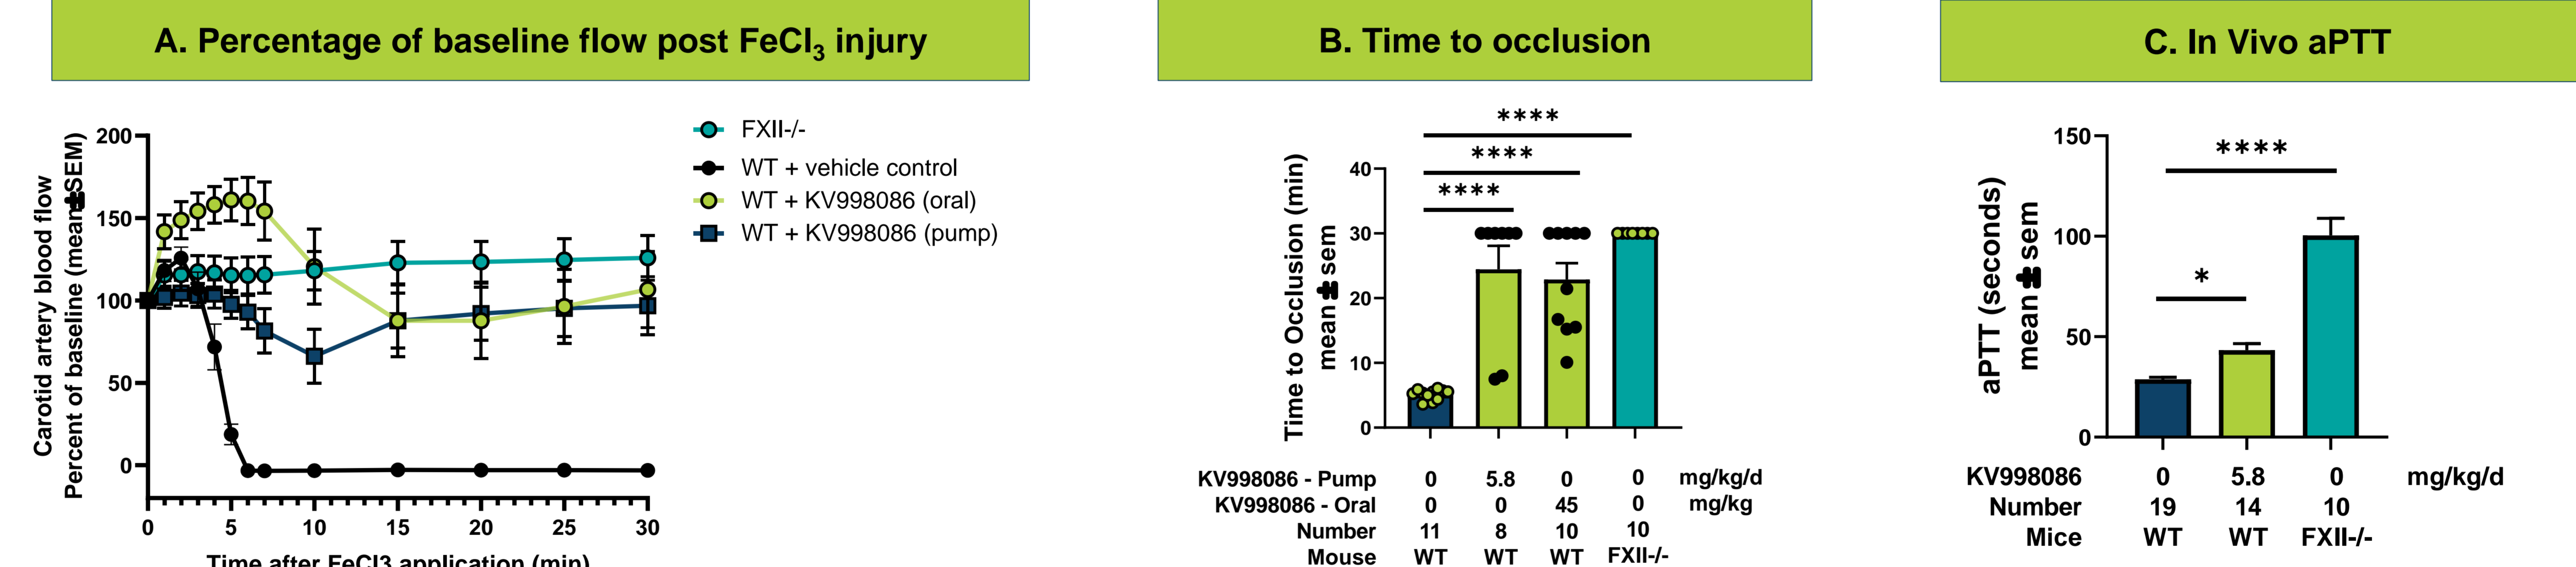 A. Percentage of baseline flow post FeCl3 injury
Carotid artery blood flow
Percent of baseline (mean ± SEM)
200
150
100
50
0
0 5 10 15 20 25 30
Time after FeCl3 application (min)
FXII-/-
WT + vehicle control
WT + KV998086 (oral)
WT + KV998086 (pump)
B. Time to occlusion
Time to Occlusion (min)
mean ± sem
40
30
20
10
0
****
****
****
KV998086 - Pump 0 5.8 0 0 mg/kg/d
KV998086 - Oral 0 0 45 0 mg/kg
Number 11 8 10 10
Mouse WT WT WT FXII-/-
C. In Vivo aPTT
aPTT (seconds)
mean ± sem
150
100
50
0
****
*
KV998086 0 5.8 0 mg/kg/d
Number 19 14 10
Mice WT WT FXII-/-